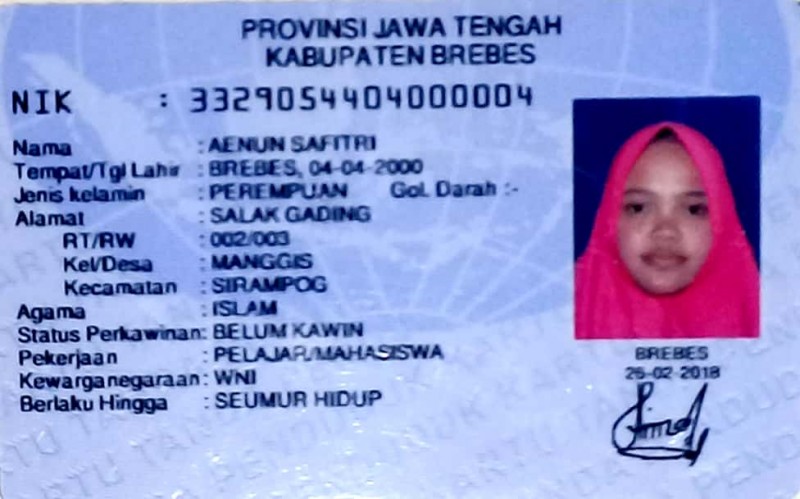 PROVINSI JAWA TENGAH
KABUPATEN BREBES
NIK : 3329054404000004
Nama : AENUN SAFITRI
Tempat/Tgl Lahir : BREBES, 04-04-2000
Jenis kelamin : PEREMPUAN Gol. Darah :-
Alamat : SALAK GADING
RT/RW : 002/003
Kel/Desa : MANGGIS
Kecamatan : SIRAMPOG
Agama : ISLAM
Status Perkawinan: BELUM KAWIN
Pekerjaan : PELAJAR/MAHASISWA
Kewarganegaraan: WNI
Berlaku Hingga : SEUMUR HIDUP
BREBES
26-02-2018